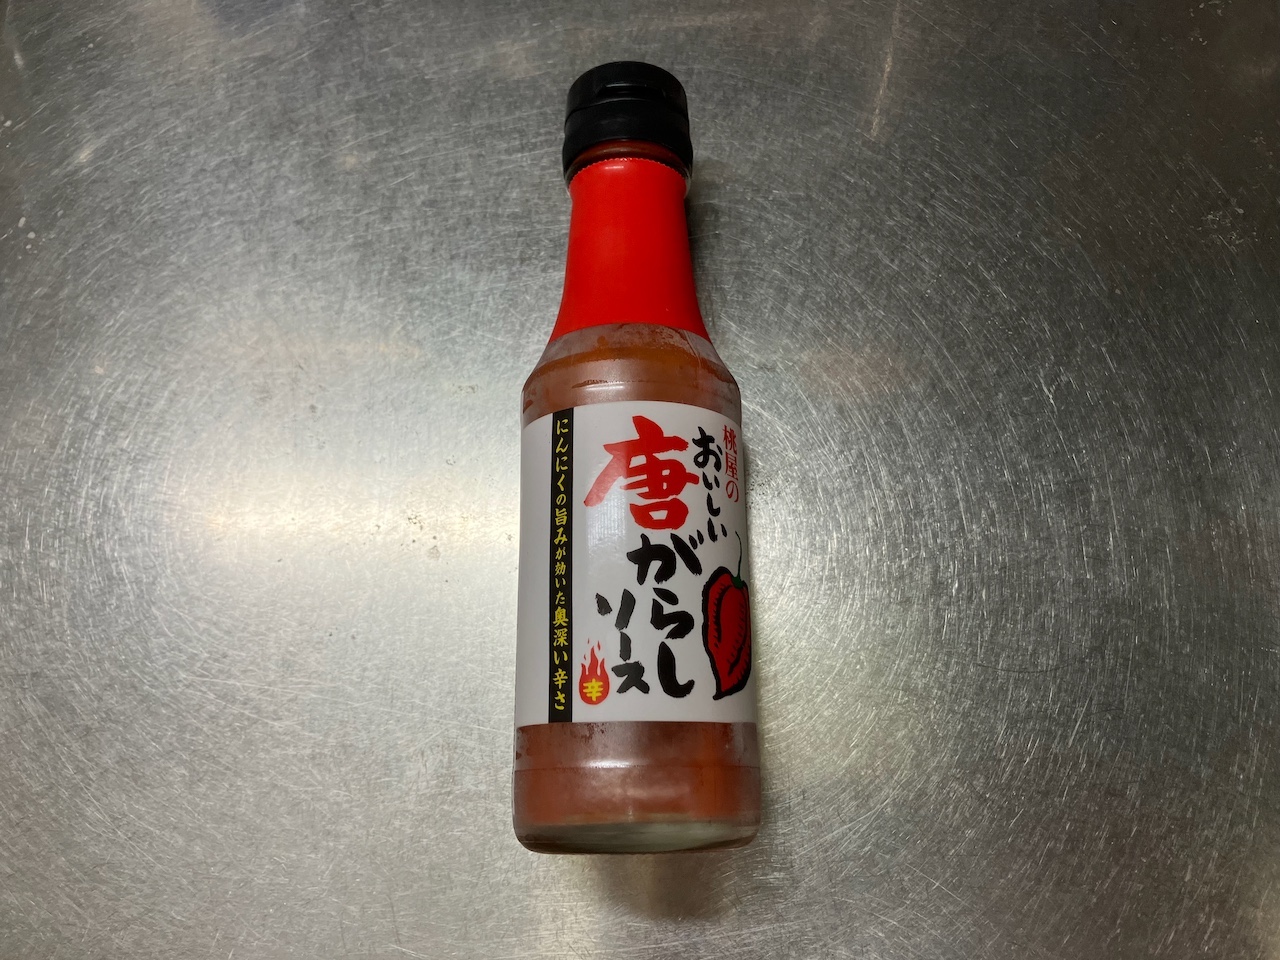 桃屋の
おいしい
唐がらし
ソース
辛
にんにくの旨みが効いた奥深い辛さ